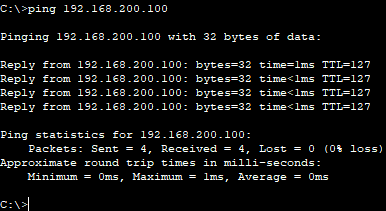 C:\>ping 192.168.200.100
Pinging 192.168.200.100 with 32 bytes of data:
Reply from 192.168.200.100: bytes=32 time=1ms TTL=127
Reply from 192.168.200.100: bytes=32 time<1ms TTL=127
Reply from 192.168.200.100: bytes=32 time<1ms TTL=127
Reply from 192.168.200.100: bytes=32 time<1ms TTL=127
Ping statistics for 192.168.200.100:
    Packets: Sent = 4, Received = 4, Lost = 0 (0% loss)
Approximate round trip times in milli-seconds:
    Minimum = 0ms, Maximum = 1ms, Average = 0ms
C:\>